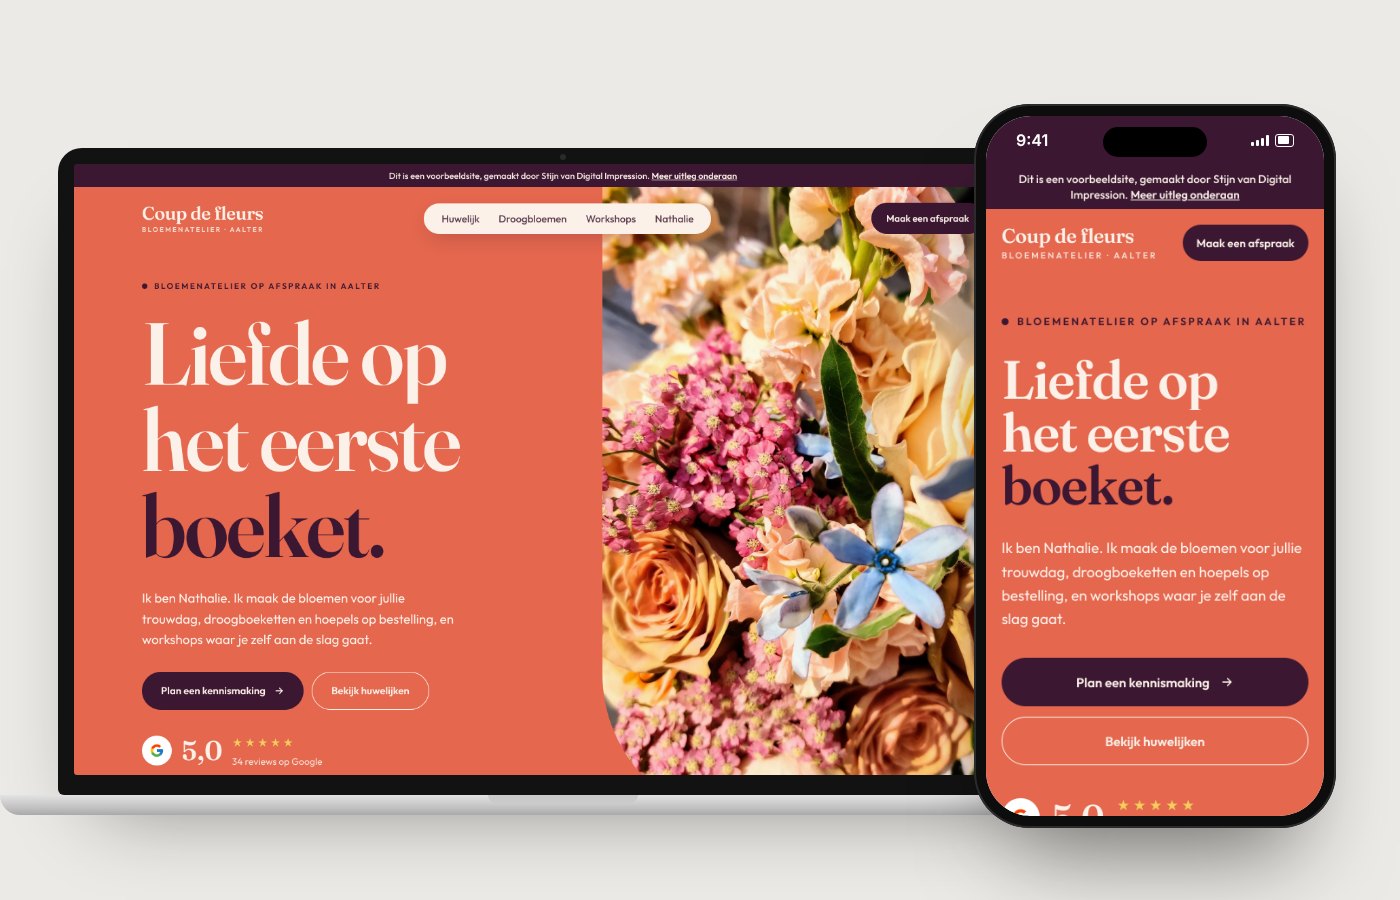 Dit is een voorbeeldsite, gemaakt door Stijn van Digital Impression. Meer uitleg onderaan
Coup de fleurs
BLOEMENATELIER · AALTER
Huwelijk Droogbloemen Workshops Nathalie
Maak een afspraak
BLOEMENATELIER OP AFSPRAAK IN AALTER
Liefde op
het eerste
boeket.
Ik ben Nathalie. Ik maak de bloemen voor jullie
trouwdag, droogboeketten en hoepels op bestelling, en
workshops waar je zelf aan de slag gaat.
Plan een kennismaking →
Bekijk huwelijken
G 5,0 ★★★★★
34 reviews op Google
9:41
Dit is een voorbeeldsite, gemaakt door Stijn van Digital
Impression. Meer uitleg onderaan
Coup de fleurs
BLOEMENATELIER · AALTER
Maak een afspraak
BLOEMENATELIER OP AFSPRAAK IN AALTER
Liefde op
het eerste
boeket.
Ik ben Nathalie. Ik maak de bloemen voor jullie
trouwdag, droogboeketten en hoepels op
bestelling, en workshops waar je zelf aan de
slag gaat.
Plan een kennismaking →
Bekijk huwelijken
5,0 ★★★★★